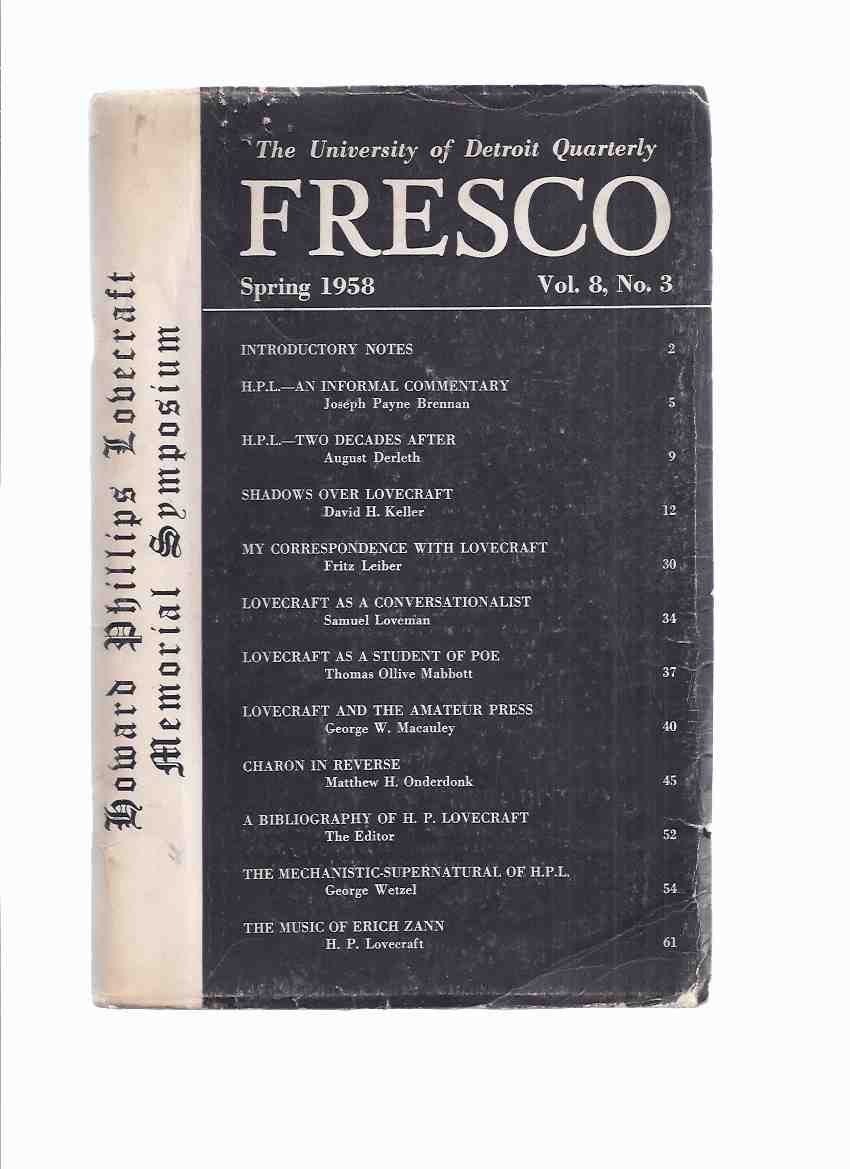 The University of Detroit Quarterly
FRESCO
Spring 1958 Vol. 8, No. 3
INTRODUCTORY NOTES 2
H.P.L.—AN INFORMAL COMMENTARY
Joseph Payne Brennan 5
H.P.L.—TWO DECADES AFTER
August Derleth 9
SHADOWS OVER LOVECRAFT
David H. Keller 12
MY CORRESPONDENCE WITH LOVECRAFT
Fritz Leiber 30
LOVECRAFT AS A CONVERSATIONALIST
Samuel Loveman 34
LOVECRAFT AS A STUDENT OF POE
Thomas Ollive Mabbott 37
LOVECRAFT AND THE AMATEUR PRESS
George W. Macauley 40
CHARON IN REVERSE
Matthew H. Onderdonk 45
A BIBLIOGRAPHY OF H. P. LOVECRAFT
The Editor 52
THE MECHANISTIC-SUPERNATURAL OF H.P.L.
George Wetzel 54
THE MUSIC OF ERICH ZANN
H. P. Lovecraft 61
Howard Phillips Lovecraft
Memorial Symposium